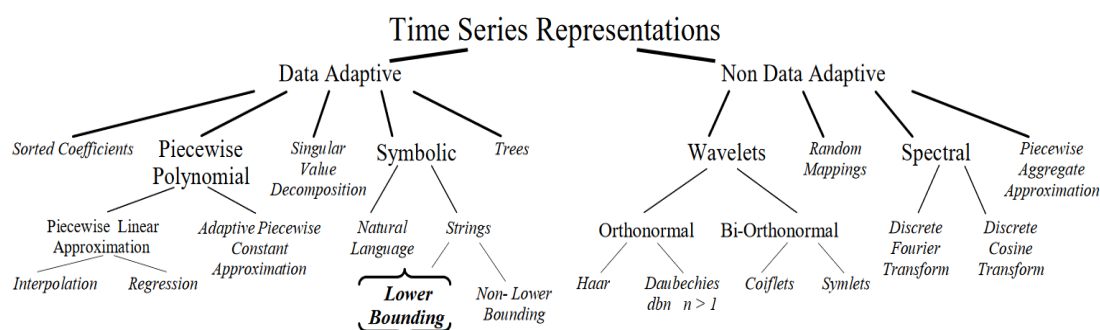 Time Series Representations
Data Adaptive
Non Data Adaptive
Sorted Coefficients
Piecewise
Polynomial
Singular
Value
Decomposition
Symbolic
Trees
Wavelets
Random
Mappings
Spectral
Piecewise
Aggregate
Approximation
Piecewise Linear
Approximation
Adaptive Piecewise
Constant
Approximation
Natural
Language
Strings
Orthonormal
Bi-Orthonormal
Discrete
Fourier
Transform
Discrete
Cosine
Transform
Interpolation
Regression
Lower
Bounding
Non- Lower
Bounding
Haar
Daubechies
dbn n > 1
Coiflets
Symlets